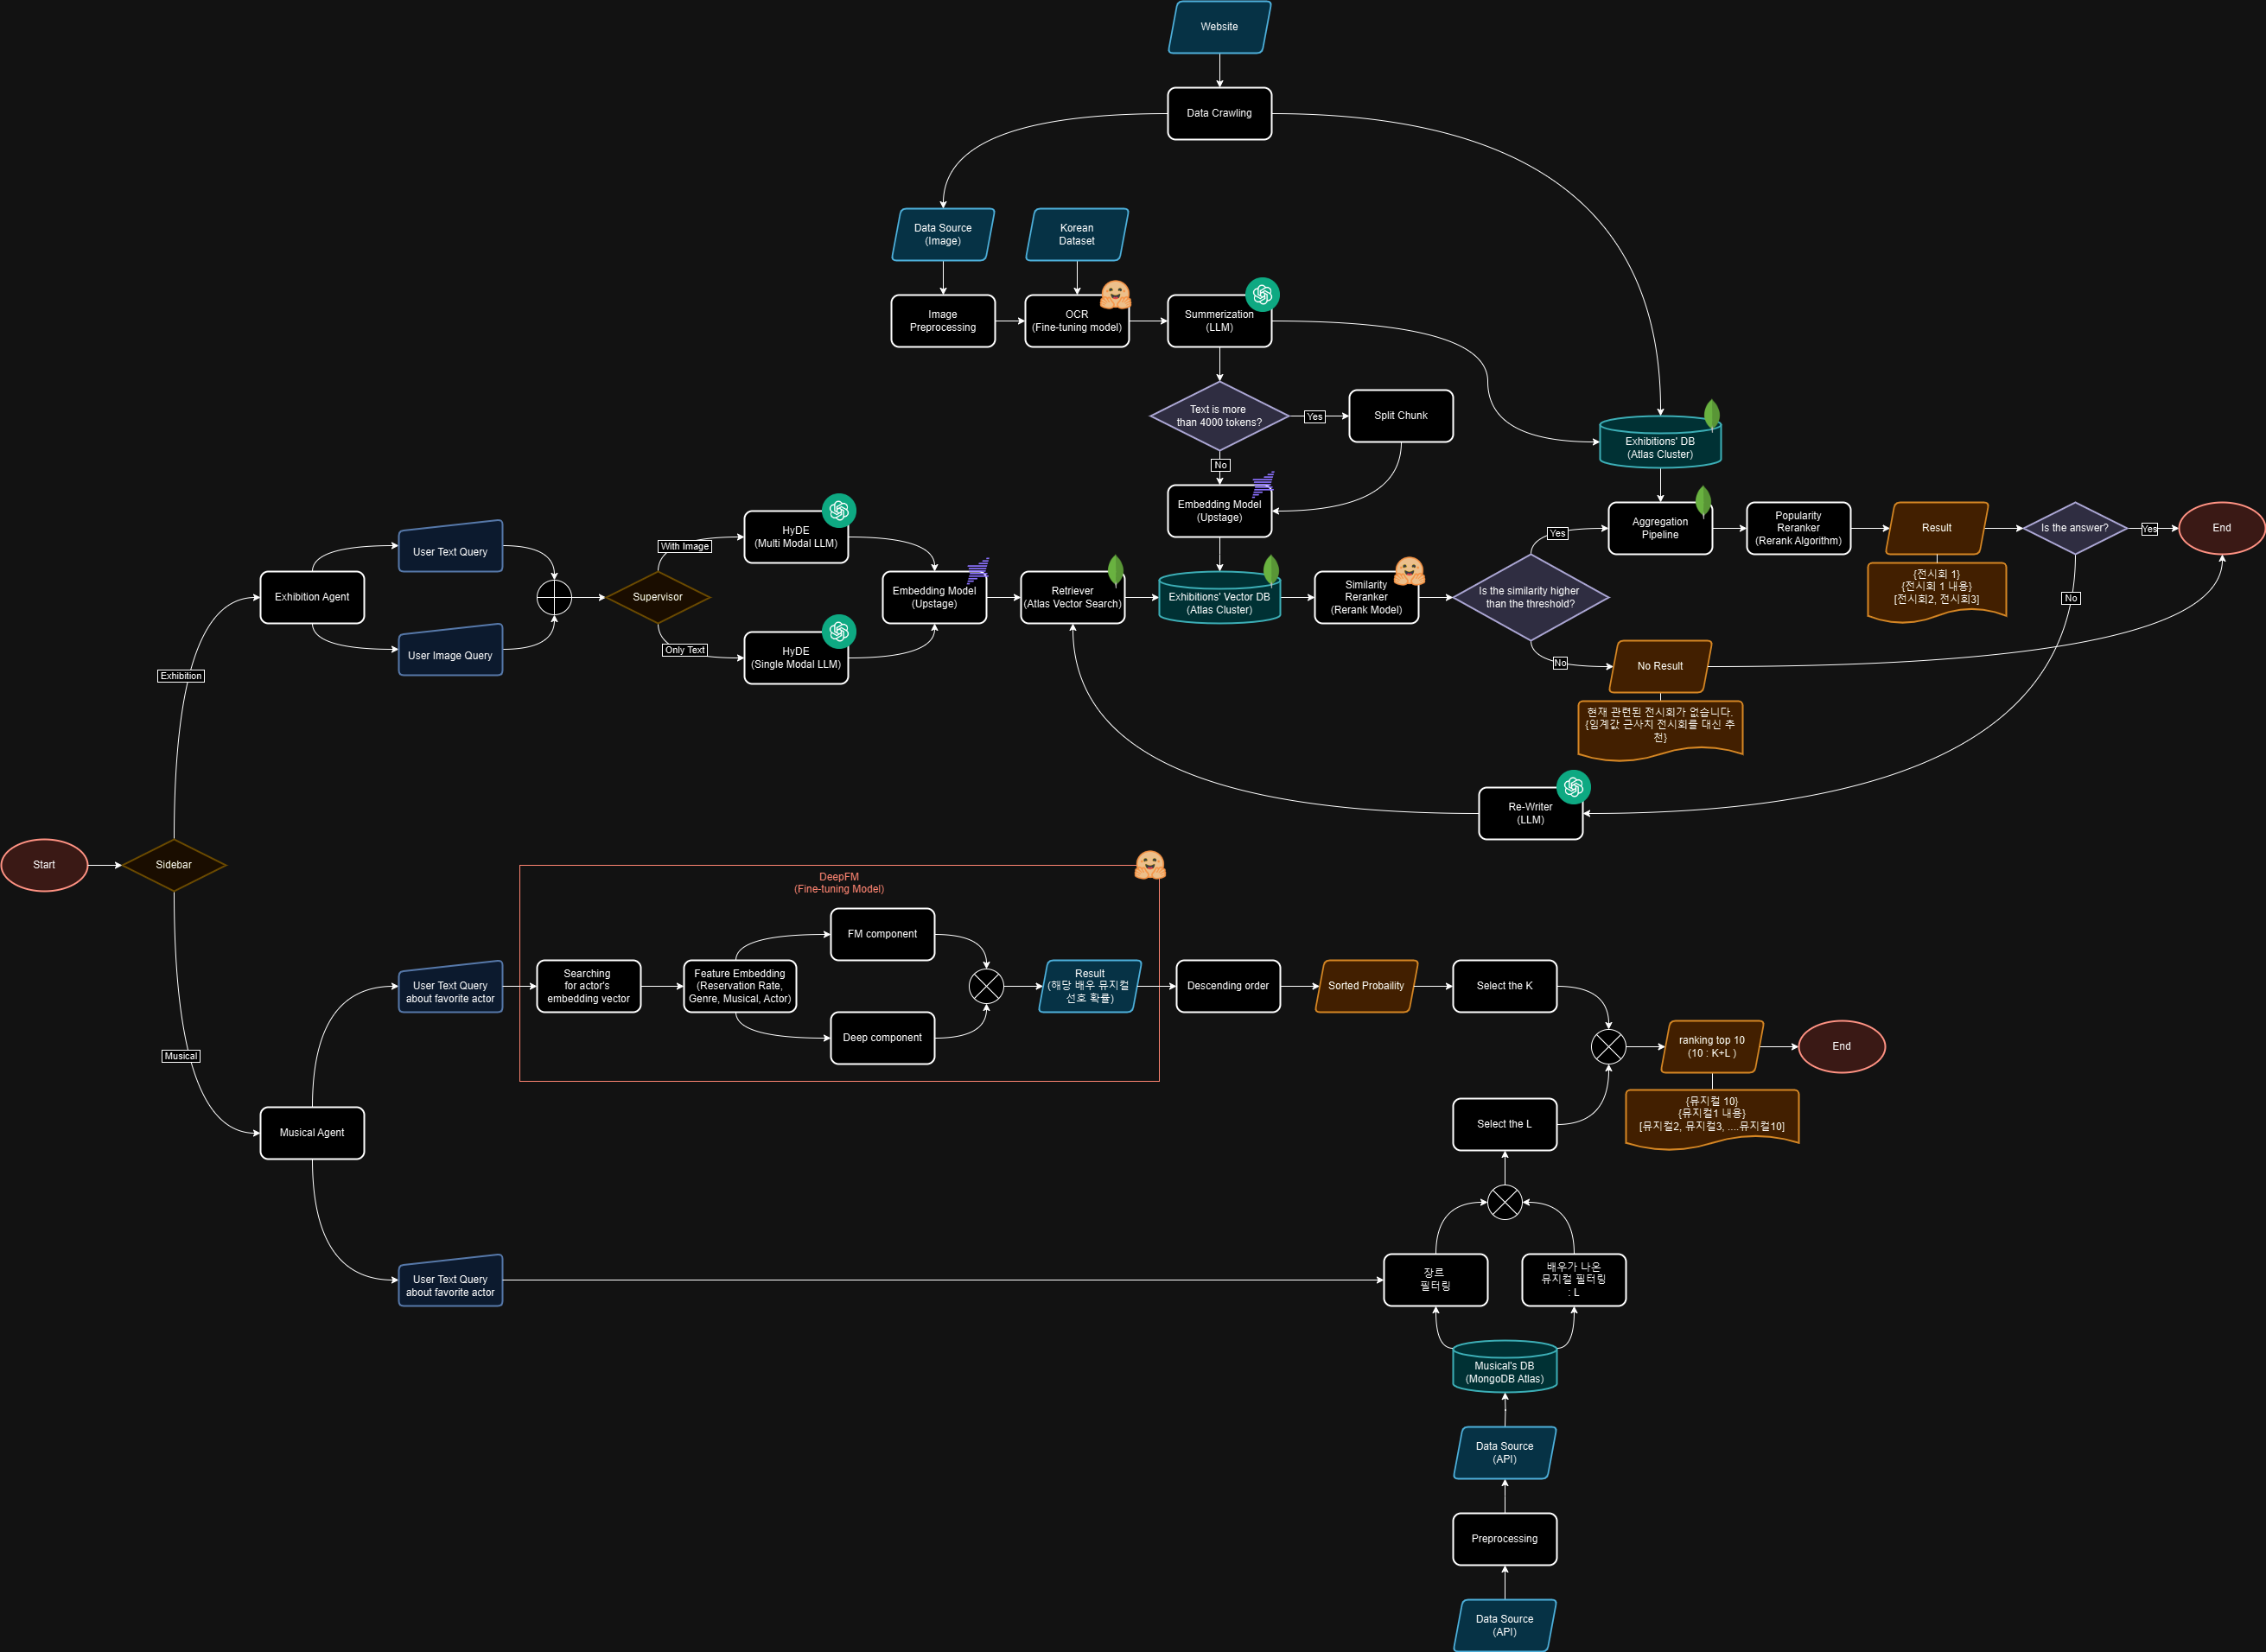 Website
Data Crawling
Data Source
(Image)
Korean
Dataset
Image
Preprocessing
OCR
(Fine-tuning model)
Summerization
(LLM)
Text is more
than 4000 tokens?
Yes
Split Chunk
No
Embedding Model
(Upstage)
Exhibitions' DB
(Atlas Cluster)
Exhibition Agent
User Text Query
User Image Query
Supervisor
With Image
Only Text
HyDE
(Multi Modal LLM)
HyDE
(Single Modal LLM)
Embedding Model
(Upstage)
Retriever
(Atlas Vector Search)
Exhibitions' Vector DB
(Atlas Cluster)
Similarity
Reranker
(Rerank Model)
Is the similarity higher
than the threshold?
Yes
No
Aggregation
Pipeline
Popularity
Reranker
(Rerank Algorithm)
Result
{전시회 1}
{전시회 1 내용}
[전시회2, 전시회3]
Is the answer?
Yes
No
End
No Result
현재 관련된 전시회가 없습니다.
{임계값 근사치 전시회를 대신 추
천}
Re-Writer
(LLM)
Exhibition
Start
Sidebar
Musical
Musical Agent
User Text Query
about favorite actor
DeepFM
(Fine-tuning Model)
Searching
for actor's
embedding vector
Feature Embedding
(Reservation Rate,
Genre, Musical, Actor)
FM component
Deep component
Result
(해당 배우 뮤지컬
선호 확률)
Descending order
Sorted Probaility
Select the K
ranking top 10
(10 : K+L )
End
{뮤지컬 10}
{뮤지컬1 내용}
[뮤지컬2, 뮤지컬3, ....뮤지컬10]
Select the L
User Text Query
about favorite actor
장르
필터링
배우가 나온
뮤지컬 필터링
: L
Musical's DB
(MongoDB Atlas)
Data Source
(API)
Preprocessing
Data Source
(API)